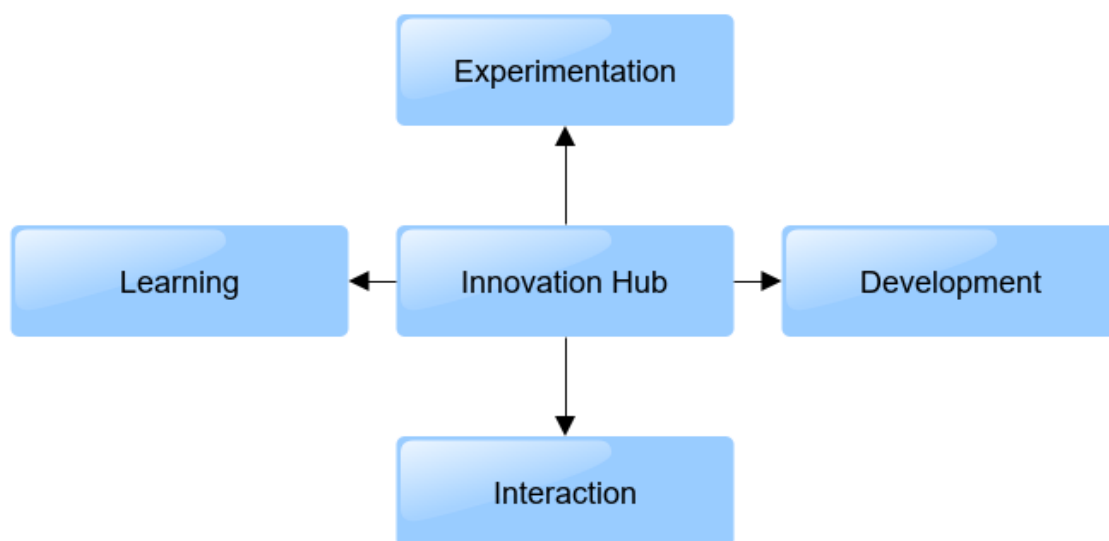 Experimentation
Learning
Innovation Hub
Development
Interaction